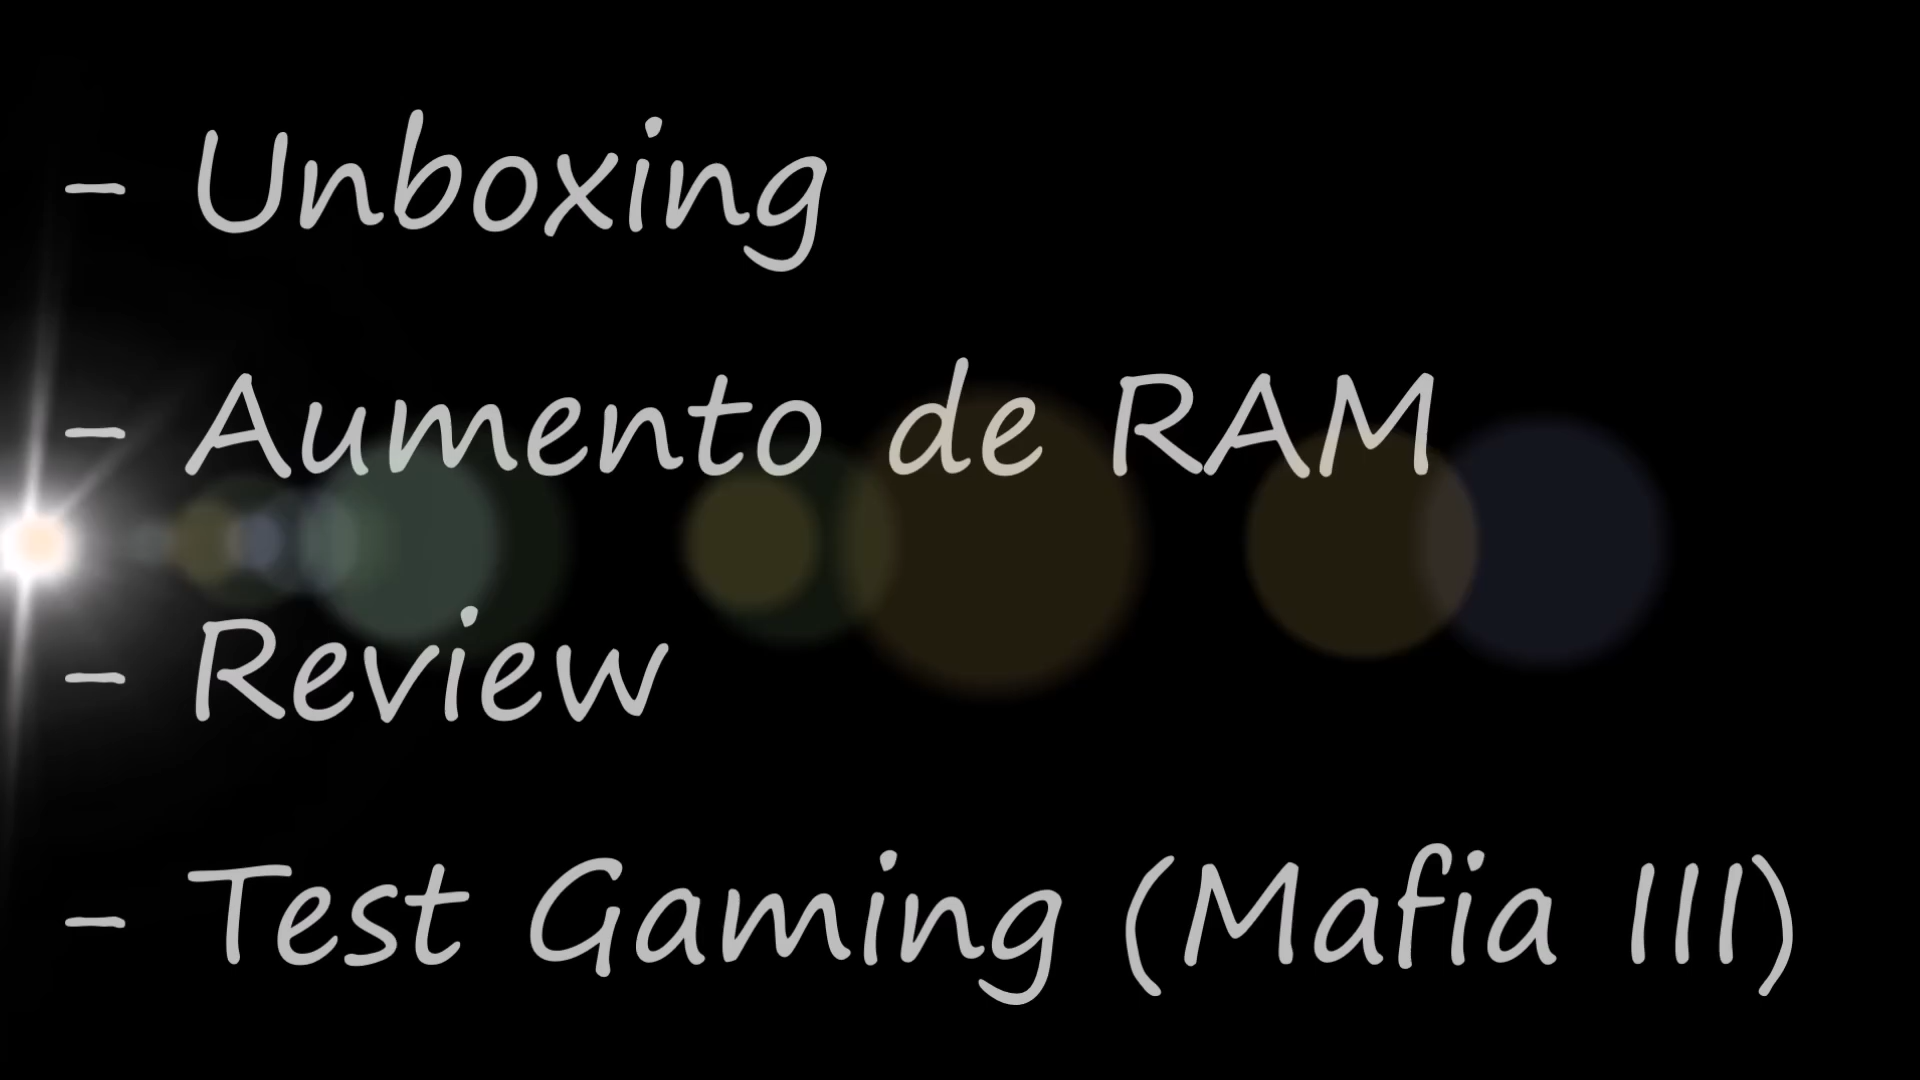 - Unboxing
- Aumento de RAM
- Review
- Test Gaming (Mafia III)